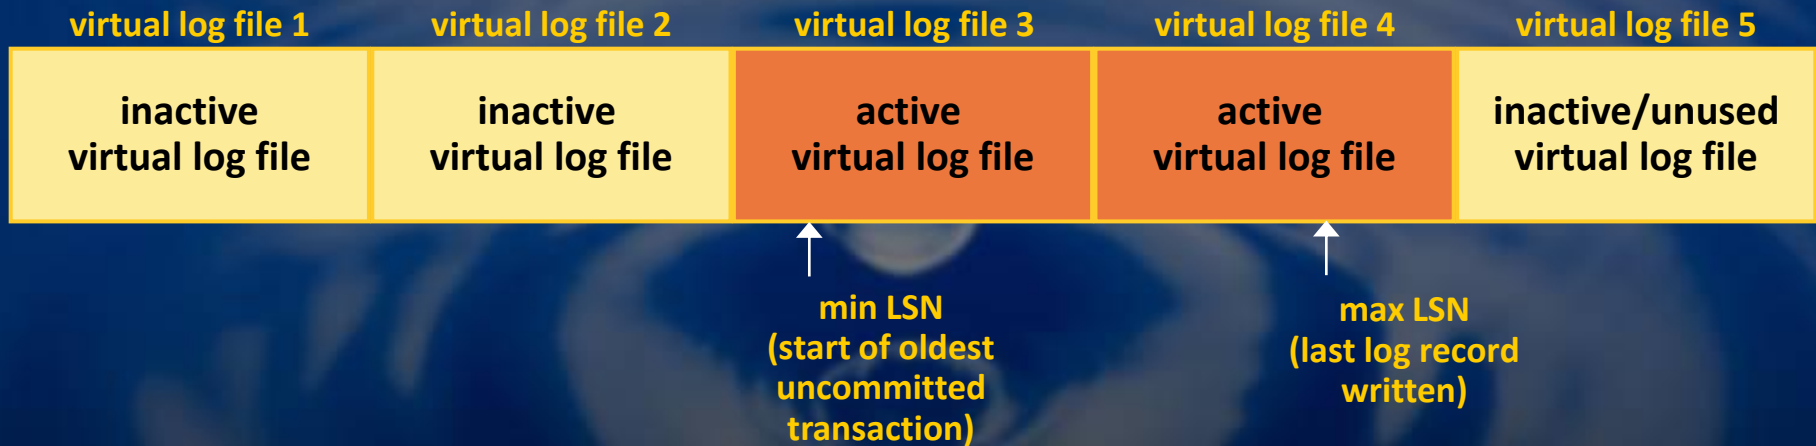 virtual log file 1
virtual log file 2
virtual log file 3
virtual log file 4
virtual log file 5
inactive
virtual log file
inactive
virtual log file
active
virtual log file
active
virtual log file
inactive/unused
virtual log file
min LSN
(start of oldest
uncommitted
transaction)
max LSN
(last log record
written)